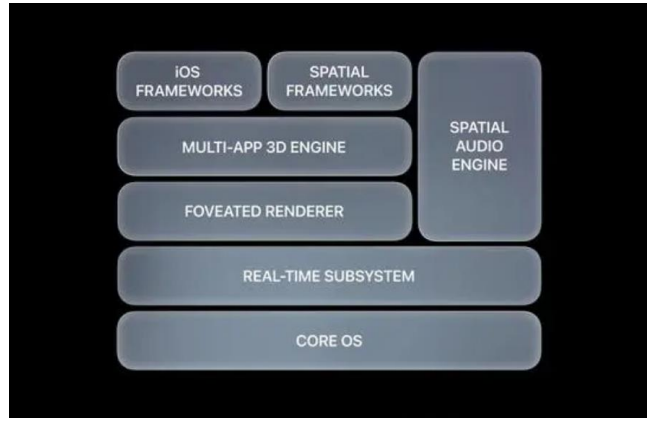 iOS
FRAMEWORKS
SPATIAL
FRAMEWORKS
SPATIAL
AUDIO
ENGINE
MULTI-APP 3D ENGINE
FOVEATED RENDERER
REAL-TIME SUBSYSTEM
CORE OS